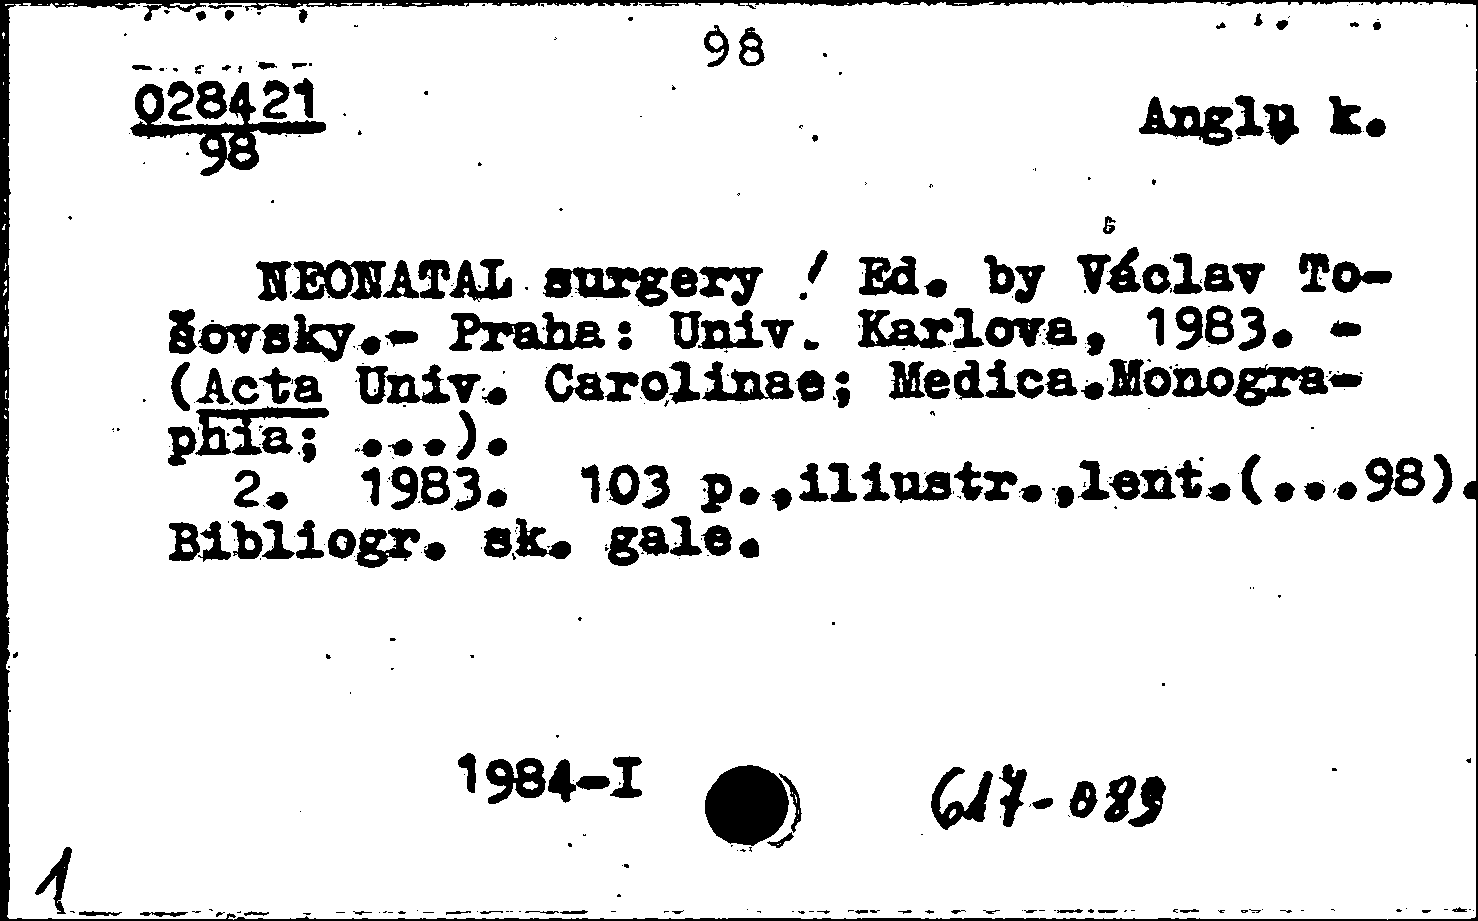 98
028421
98
Anglų k.
NEONATAL surgery / Ed. by Václav To-
šovsky.- Praha: Univ. Karlova, 1983. -
(Acta Univ. Carolinae; Medica.Monogra-
phia; ...).
2. 1983. 103 p.,iliustr.,lent.(...98).
Bibliogr. sk. gale.
1984-I
617-089
1